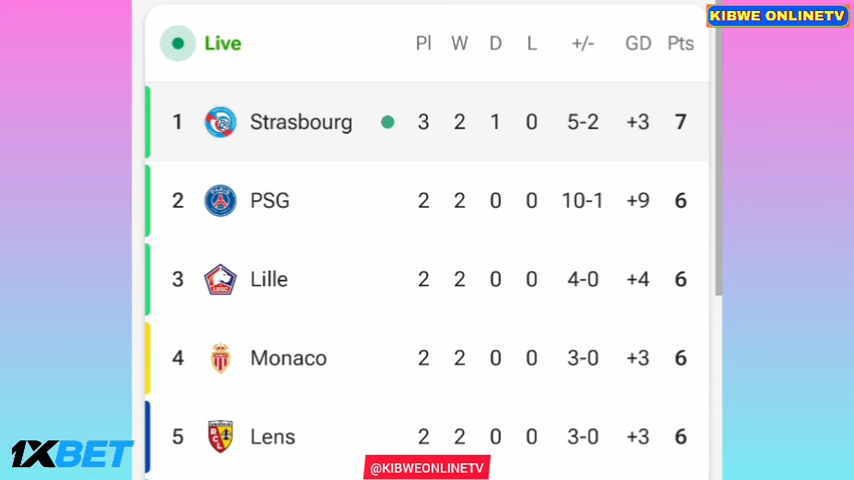 KIBWE ONLINETV
Live Pl W D L +/- GD Pts
1 Strasbourg 3 2 1 0 5-2 +3 7
2 PSG 2 2 0 0 10-1 +9 6
3 Lille 2 2 0 0 4-0 +4 6
4 Monaco 2 2 0 0 3-0 +3 6
5 Lens 2 2 0 0 3-0 +3 6
1XBET
@KIBWEONLINETV